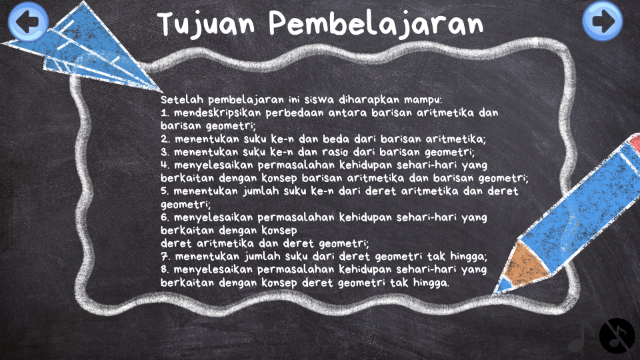 Tujuan Pembelajaran
Setelah pembelajaran ini siswa diharapkan mampu:
1. mendeskripsikan perbedaan antara barisan aritmetika dan
barisan geometri;
2. menentukan suku ke-n dan beda dari barisan aritmetika;
3. menentukan suku ke-n dan rasio dari barisan geometri;
4. menyelesaikan permasalahan kehidupan sehari-hari yang
berkaitan dengan konsep barisan aritmetika dan barisan geometri;
5. menentukan jumlah suku ke-n dari deret aritmetika dan deret
geometri;
6. menyelesaikan permasalahan kehidupan sehari-hari yang
berkaitan dengan konsep
deret aritmetika dan deret geometri;
7. menentukan jumlah suku dari deret geometri tak hingga;
8. menyelesaikan permasalahan kehidupan sehari-hari yang
berkaitan dengan konsep deret geometri tak hingga.